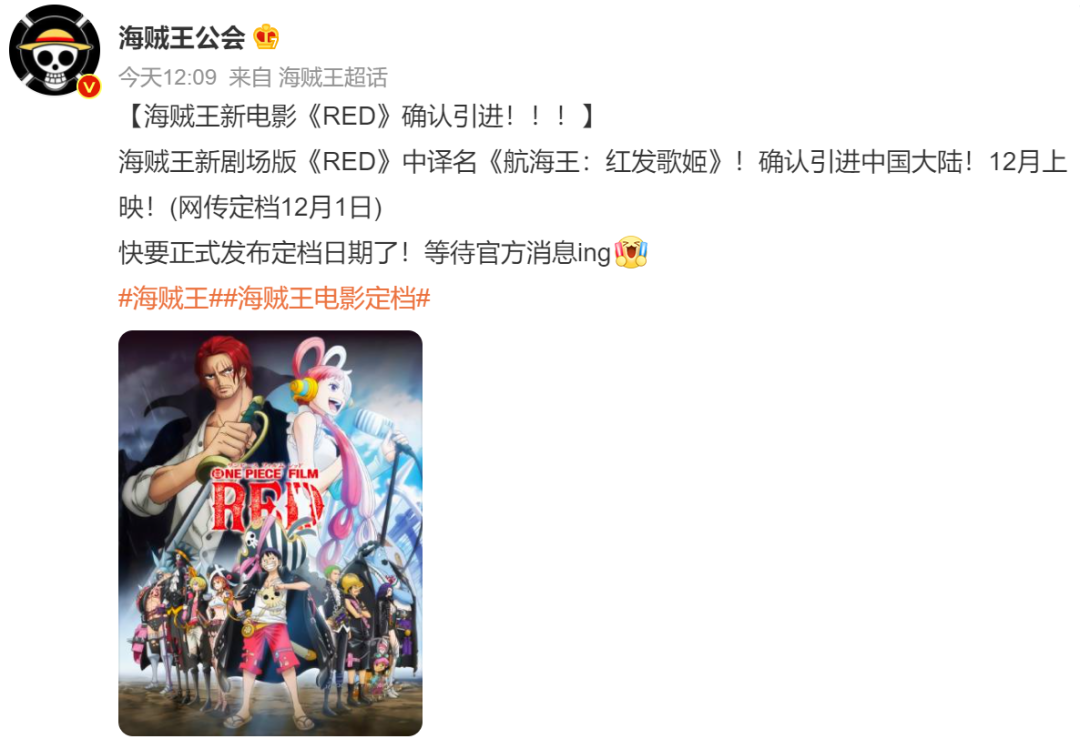 海贼王公会
今天12:09 来自 海贼王超话
【海贼王新电影《RED》确认引进！！！】
海贼王新剧场版《RED》中译名《航海王：红发歌姬》！确认引进中国大陆！12月上
映！(网传定档12月1日)
快要正式发布定档日期了！等待官方消息ing
#海贼王##海贼王电影定档#
ONE PIECE FILM
RED